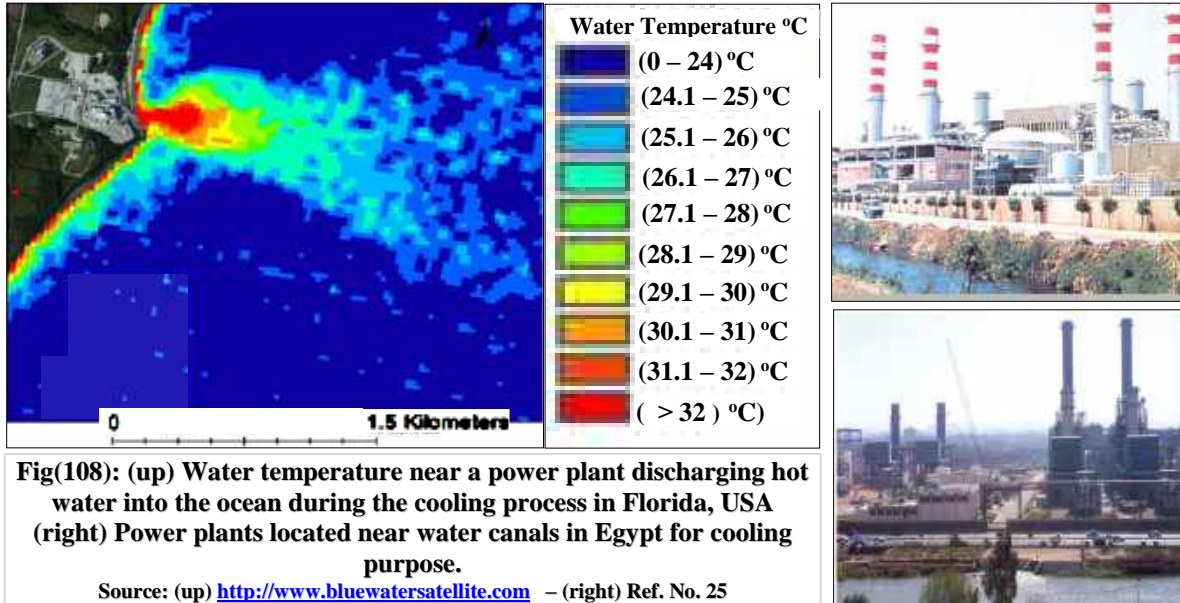 Water Temperature ºC
(0 – 24) ºC
(24.1 – 25) ºC
(25.1 – 26) ºC
(26.1 – 27) ºC
(27.1 – 28) ºC
(28.1 – 29) ºC
(29.1 – 30) ºC
(30.1 – 31) ºC
(31.1 – 32) ºC
( > 32 ) ºC)
0 1.5 Kilometers
Fig(108): (up) Water temperature near a power plant discharging hot
water into the ocean during the cooling process in Florida, USA
(right) Power plants located near water canals in Egypt for cooling
purpose.
Source: (up) http://www.bluewatersatellite.com – (right) Ref. No. 25